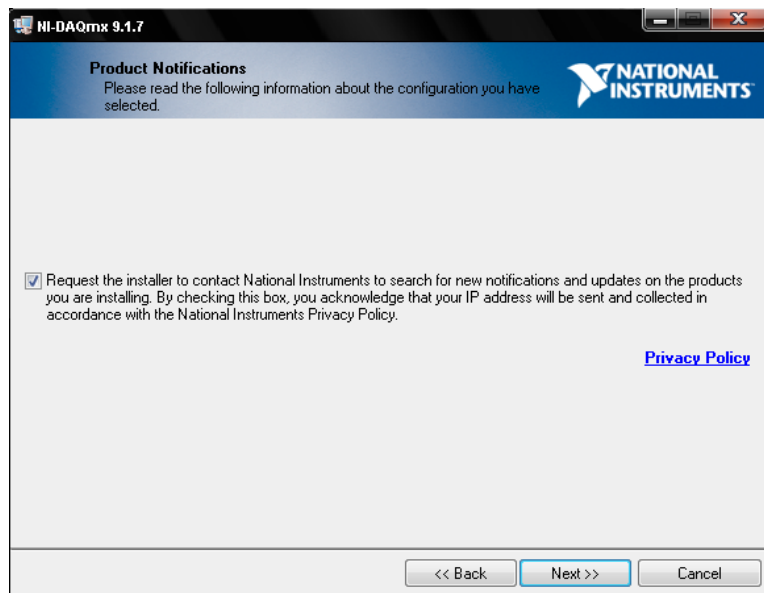 NI-DAQmx 9.1.7
Product Notifications
Please read the following information about the configuration you have
selected.
NATIONAL
INSTRUMENTS
Request the installer to contact National Instruments to search for new notifications and updates on the products
you are installing. By checking this box, you acknowledge that your IP address will be sent and collected in
accordance with the National Instruments Privacy Policy.
Privacy Policy
<< Back
Next >>
Cancel